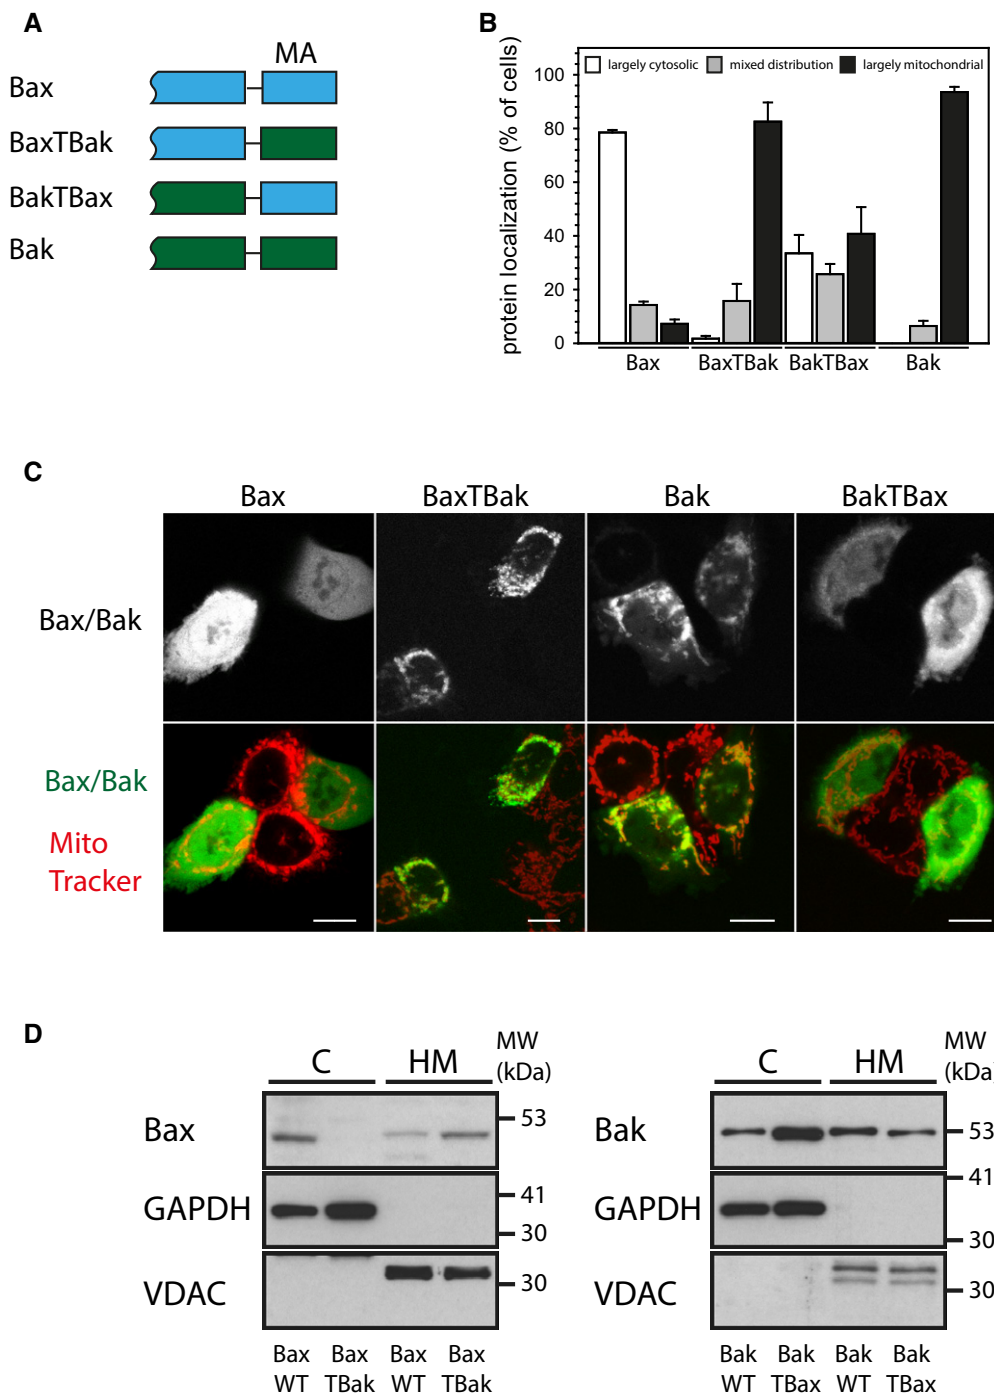 A
MA
Bax
BaxTBak
BakTBax
Bak
B
protein localization (% of cells)
largely cytosolic mixed distribution largely mitochondrial
100
80
60
40
20
0
Bax BaxTBak BakTBax Bak
C
Bax BaxTBak Bak BakTBax
Bax/Bak
Bax/Bak
Mito
Tracker
D
C HM MW
(kDa)
Bax
53
GAPDH
41
30
VDAC
30
Bax Bax Bax Bax
WT TBak WT TBak
C HM MW
(kDa)
Bak
53
41
GAPDH
30
VDAC
30
Bak Bak Bak Bak
WT TBax WT TBax